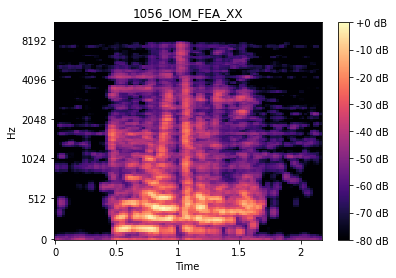 1056_IOM_FEA_XX
+0 dB
8192
-10 dB
4096
-20 dB
-30 dB
2048
Hz
-40 dB
1024
-50 dB
512
-60 dB
-70 dB
0
-80 dB
0
0.5
1
1.5
2
Time